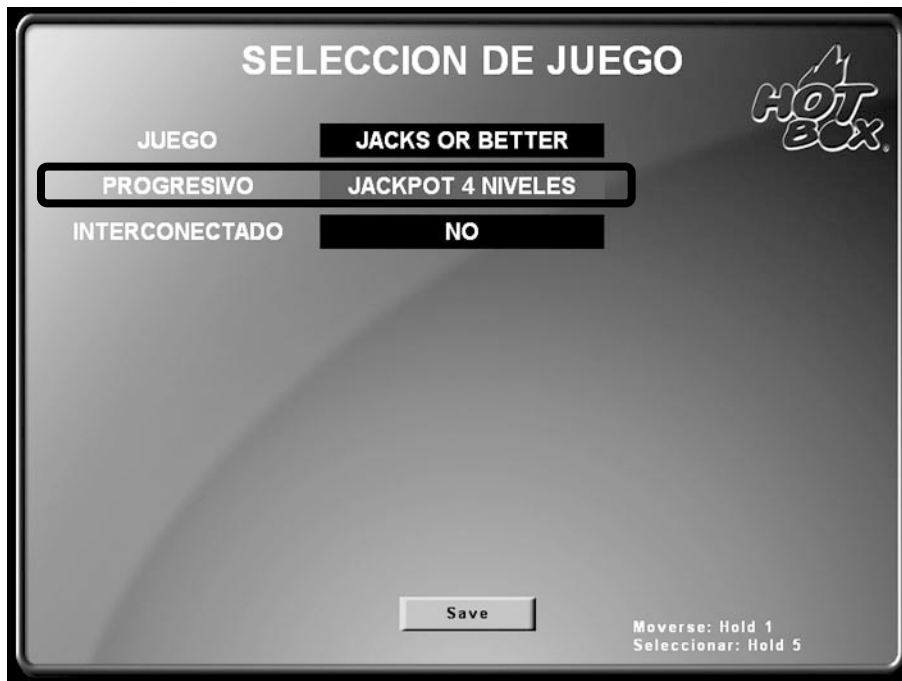 SELECCION DE JUEGO
HOT
BOX
JUEGO JACKS OR BETTER
PROGRESIVO JACKPOT 4 NIVELES
INTERCONECTADO NO
Save
Moverse: Hold 1
Seleccionar: Hold 5